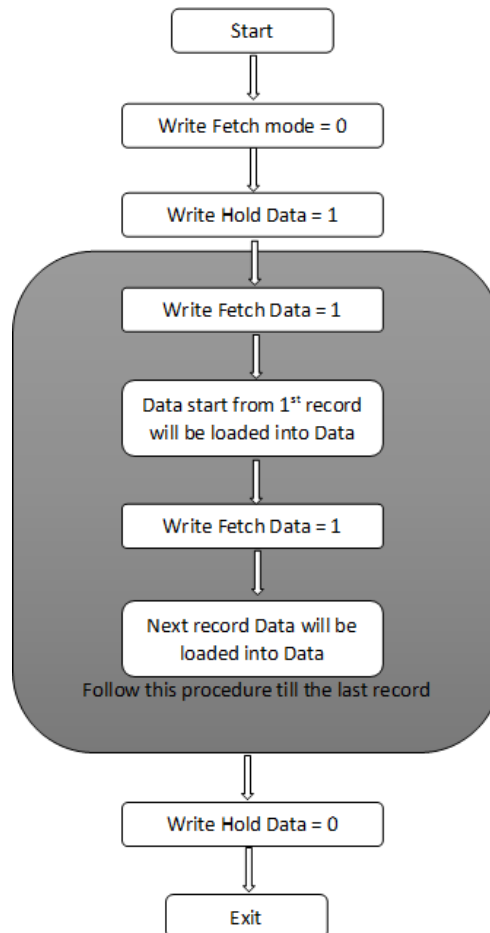 Start
Write Fetch mode = 0
Write Hold Data = 1
Write Fetch Data = 1
Data start from 1st record
will be loaded into Data
Write Fetch Data = 1
Next record Data will be
loaded into Data
Follow this procedure till the last record
Write Hold Data = 0
Exit